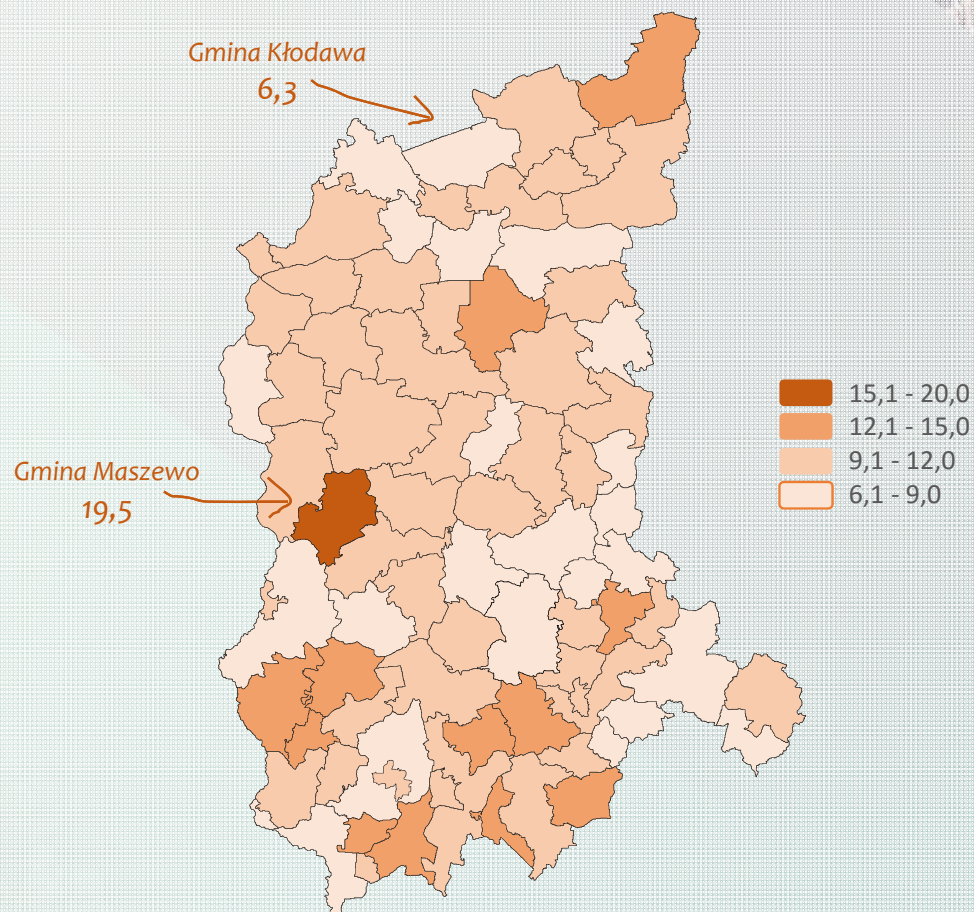 Gmina Kłodawa
6,3
Gmina Maszewo
19,5
15,1 - 20,0
12,1 - 15,0
9,1 - 12,0
6,1 - 9,0